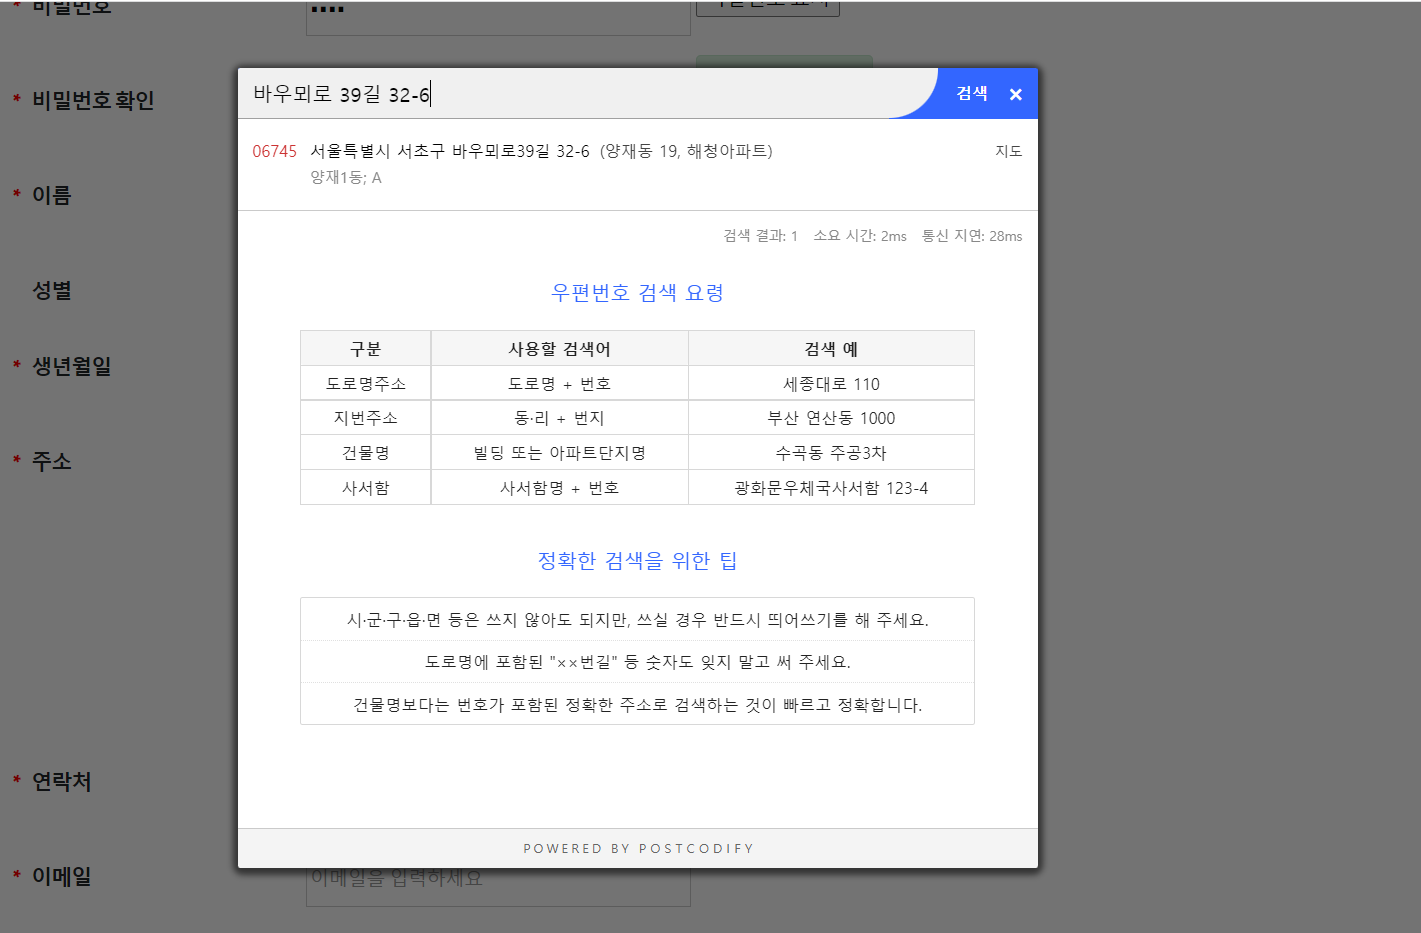 * 비밀번호
* 비밀번호 확인
* 이름
성별
* 생년월일
* 주소
* 연락처
* 이메일
이메일을 입력하세요
바우뫼로 39길 32-6
검색 ×
06745 서울특별시 서초구 바우뫼로39길 32-6 (양재동 19, 해청아파트) 지도
양재1동; A
검색 결과: 1 소요 시간: 2ms 통신 지연: 28ms
우편번호 검색 요령
구분 사용할 검색어 검색 예
도로명주소 도로명 + 번호 세종대로 110
지번주소 동·리 + 번지 부산 연산동 1000
건물명 빌딩 또는 아파트단지명 수곡동 주공3차
사서함 사서함명 + 번호 광화문우체국사서함 123-4
정확한 검색을 위한 팁
시·군·구·읍·면 등은 쓰지 않아도 되지만, 쓰실 경우 반드시 띄어쓰기를 해 주세요.
도로명에 포함된 "××번길" 등 숫자도 잊지 말고 써 주세요.
건물명보다는 번호가 포함된 정확한 주소로 검색하는 것이 빠르고 정확합니다.
POWERED BY POSTCODIFY